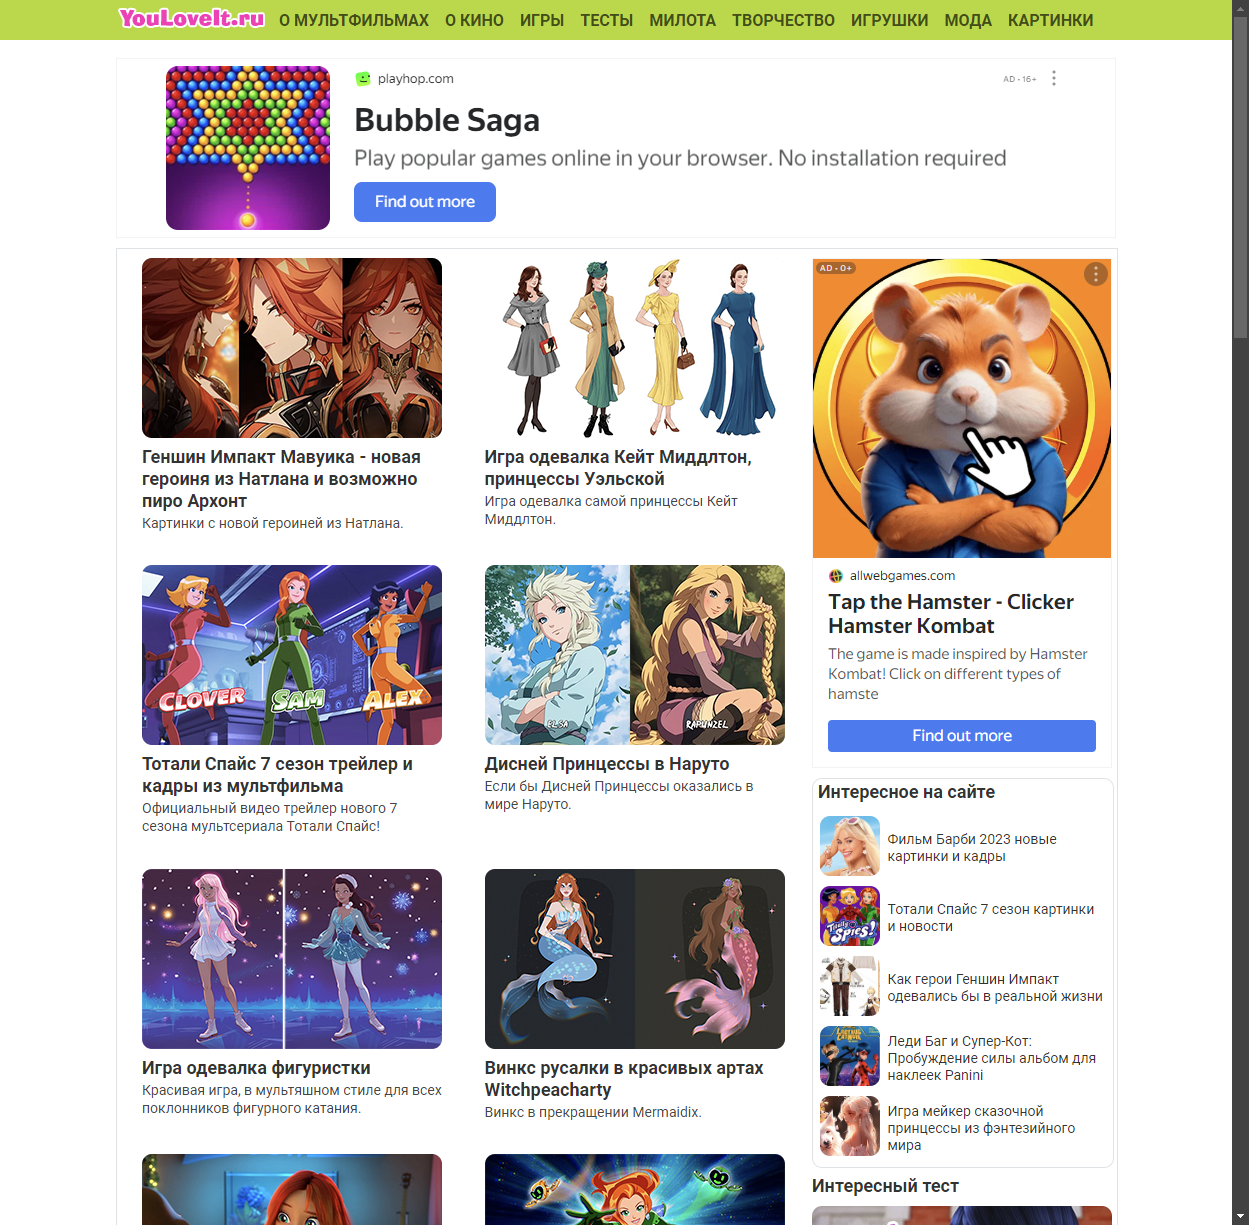 YouLoveIt.ru О МУЛЬТФИЛЬМАХ О КИНО ИГРЫ ТЕСТЫ МИЛОТА ТВОРЧЕСТВО ИГРУШКИ МОДА КАРТИНКИ
playhop.com
AD • 16+
Bubble Saga
Play popular games online in your browser. No installation required
Find out more
Геншин Импакт Мавуика - новая
героиня из Натлана и возможно
пиро Архонт
Картинки с новой героиней из Натлана.
Игра одевалка Кейт Миддлтон,
принцессы Уэльской
Игра одевалка самой принцессы Кейт
Миддлтон.
CLOVER SAM ALEX
Тотали Спайс 7 сезон трейлер и
кадры из мультфильма
Официальный видео трейлер нового 7
сезона мультсериала Тотали Спайс!
ELSA RAPUNZEL
Дисней Принцессы в Наруто
Если бы Дисней Принцессы оказались в
мире Наруто.
Игра одевалка фигуристки
Красивая игра, в мультяшном стиле для всех
поклонников фигурного катания.
Винкс русалки в красивых артах
Witchpeacharty
Винкс в прекращении Mermaidix.
AD • 0+
allwebgames.com
Tap the Hamster - Clicker
Hamster Kombat
The game is made inspired by Hamster
Kombat! Click on different types of
hamste
Find out more
Интересное на сайте
Фильм Барби 2023 новые
картинки и кадры
Totally
Spies!
Тотали Спайс 7 сезон картинки
и новости
Как герои Геншин Импакт
одевались бы в реальной жизни
Леди Баг и Супер-Кот:
Пробуждение силы альбом для
наклеек Panini
Игра мейкер сказочной
принцессы из фэнтезийного
мира
Интересный тест